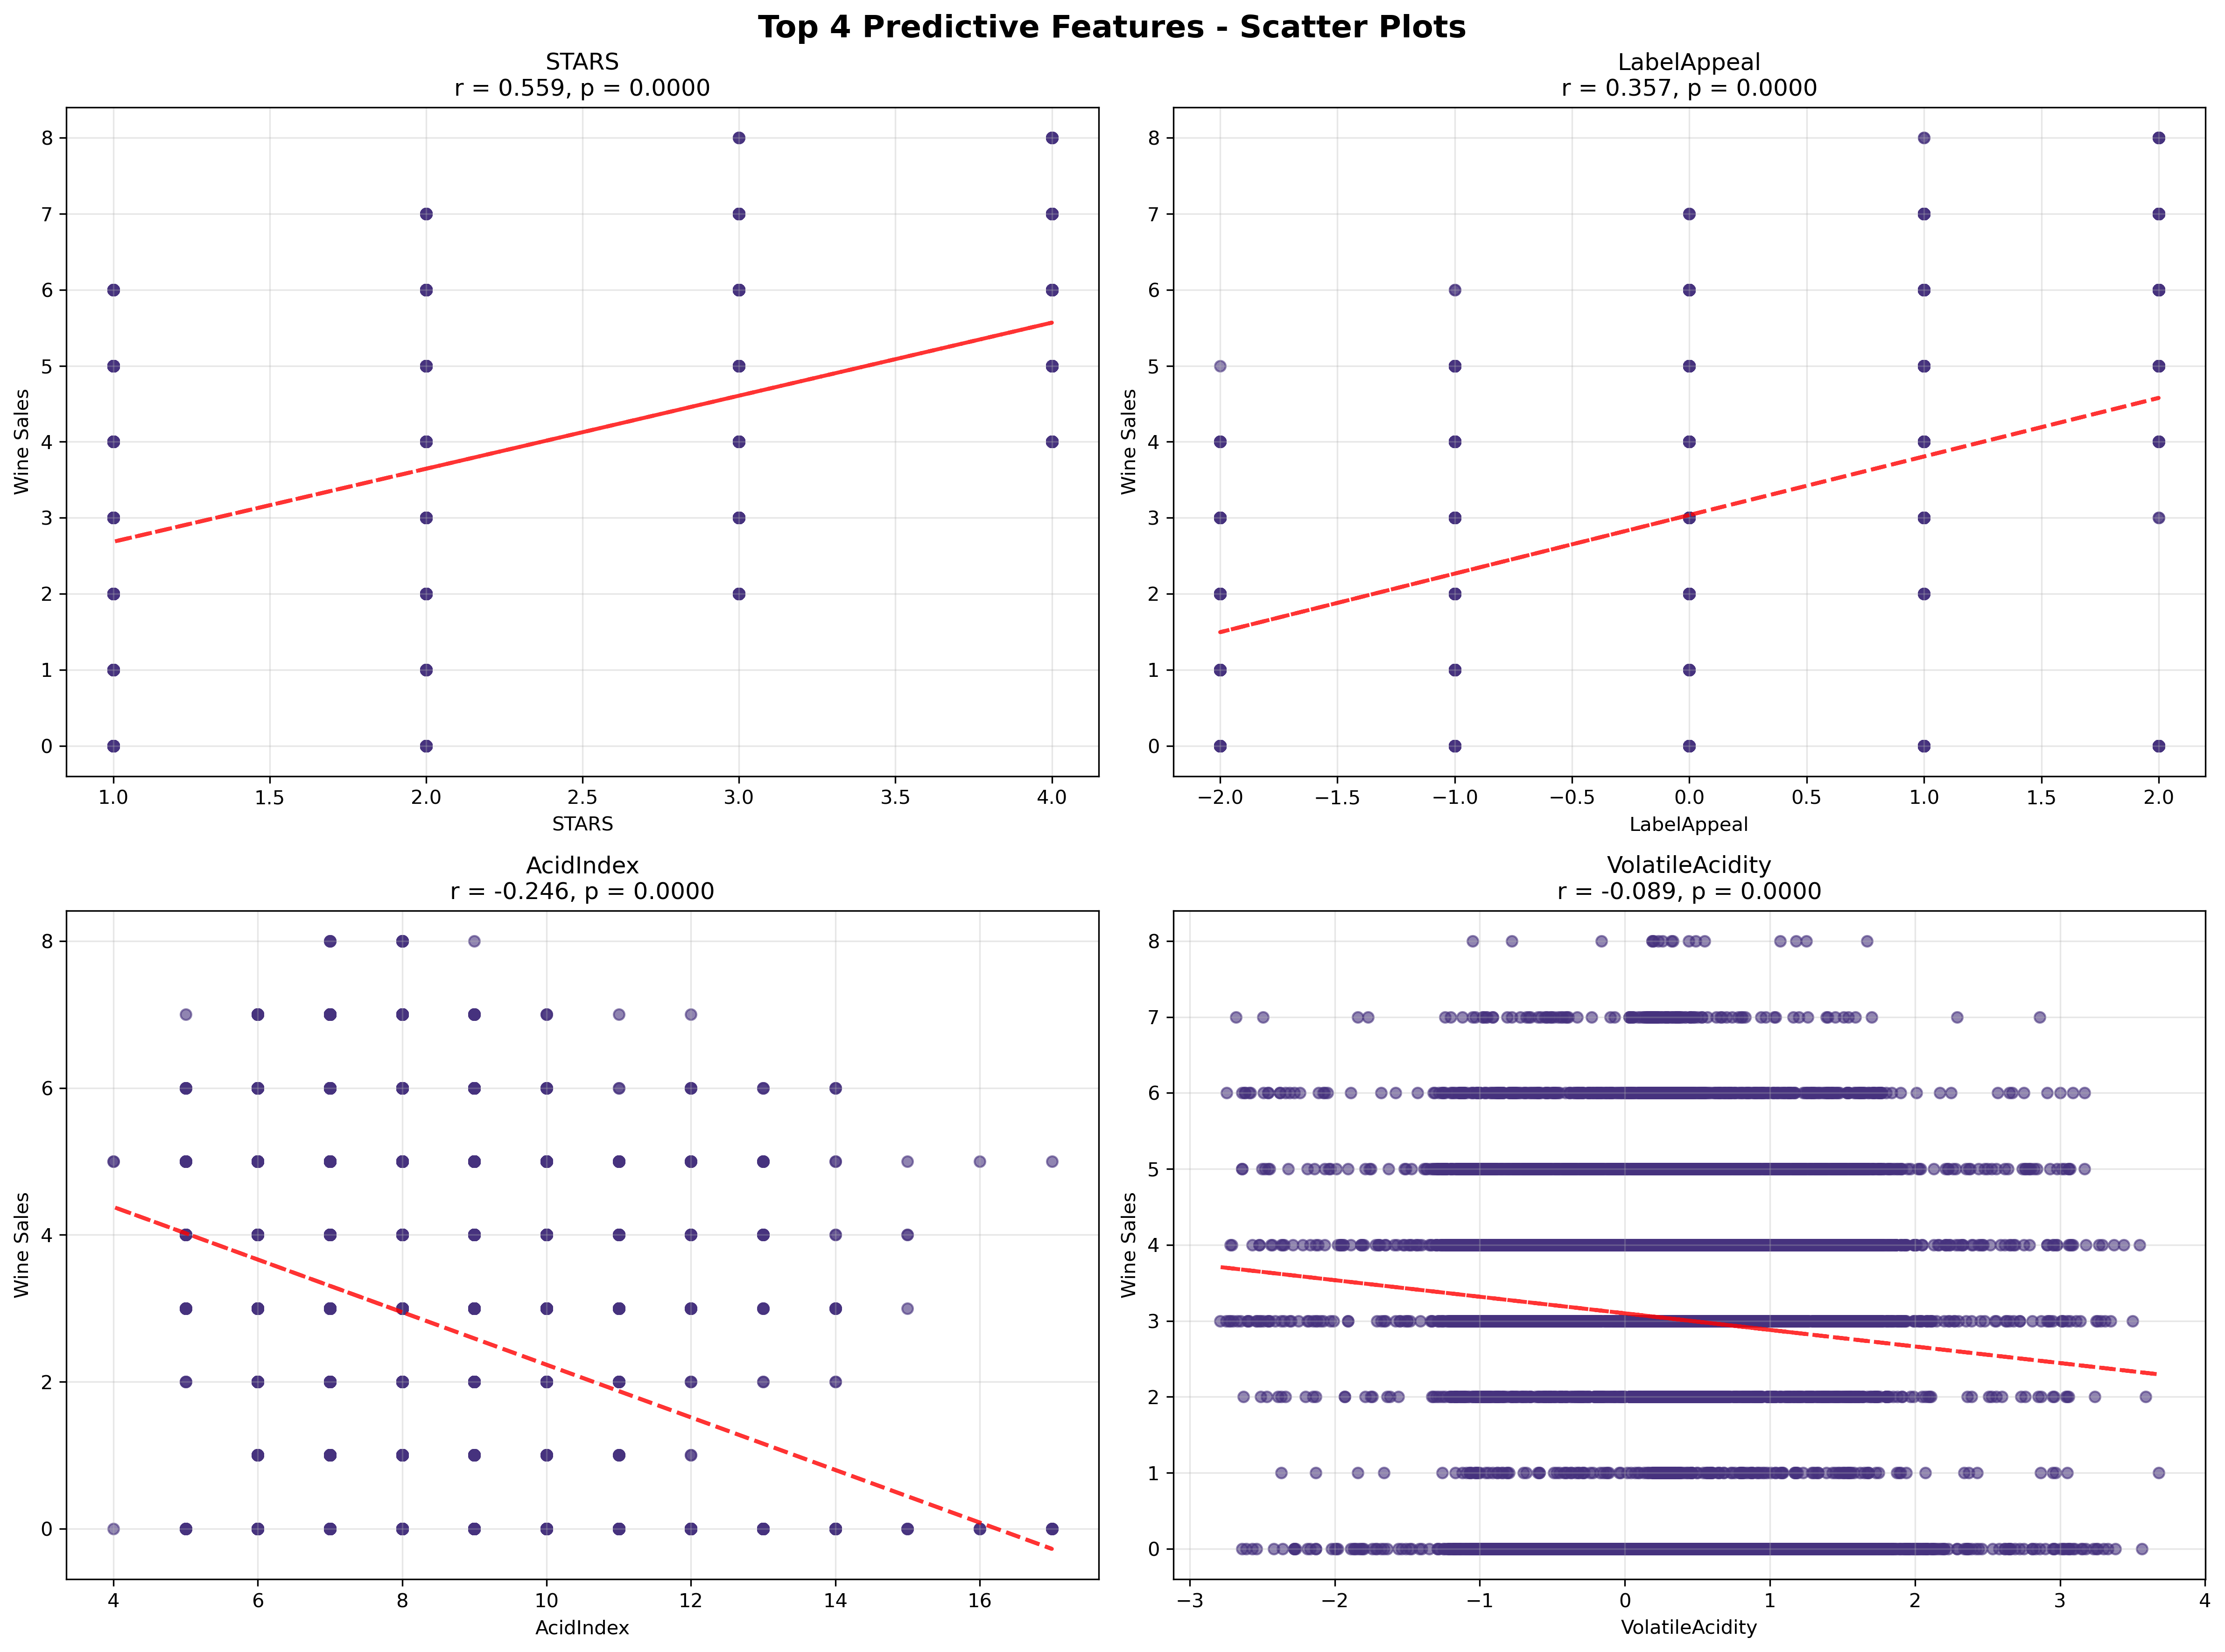 Top 4 Predictive Features - Scatter Plots
STARS
r = 0.559, p = 0.0000
8
7
6
5
4
3
2
1
0
Wine Sales
1.0 1.5 2.0 2.5 3.0 3.5 4.0
STARS
LabelAppeal
r = 0.357, p = 0.0000
8
7
6
5
4
3
2
1
0
Wine Sales
−2.0 −1.5 −1.0 −0.5 0.0 0.5 1.0 1.5 2.0
LabelAppeal
AcidIndex
r = -0.246, p = 0.0000
8
6
4
2
0
Wine Sales
4 6 8 10 12 14 16
AcidIndex
VolatileAcidity
r = -0.089, p = 0.0000
8
7
6
5
4
3
2
1
0
Wine Sales
−3 −2 −1 0 1 2 3 4
VolatileAcidity